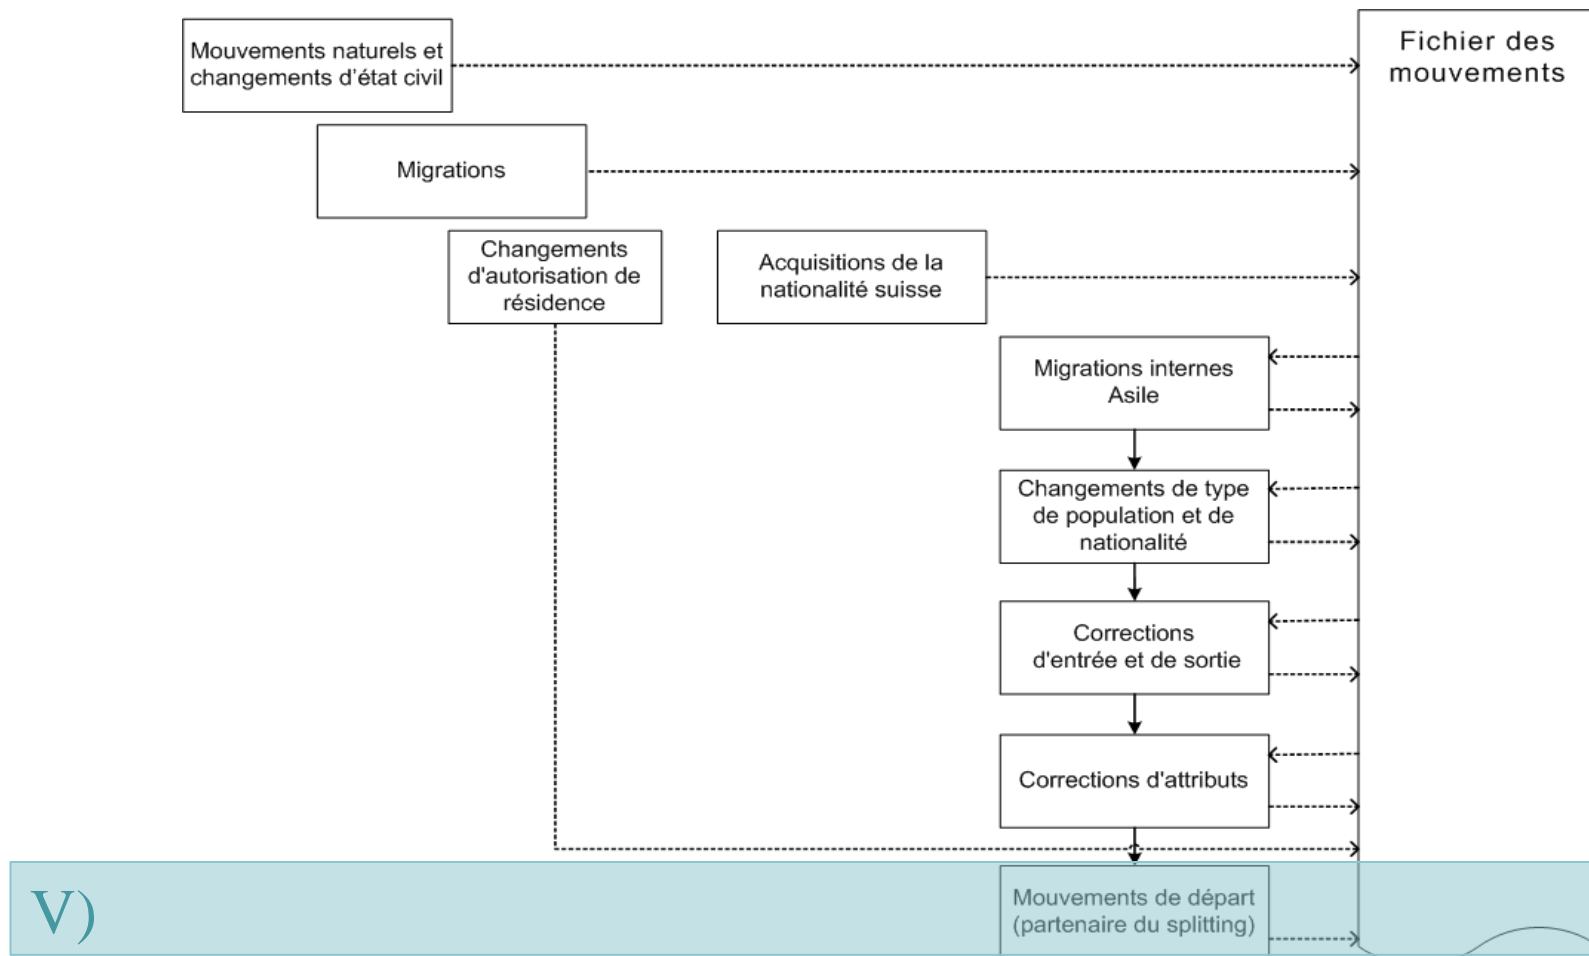 Mouvements naturels et
changements d'état civil
Fichier des
mouvements
Migrations
Changements
d'autorisation de
résidence
Acquisitions de la
nationalité suisse
Migrations internes
Asile
Changements de type
de population et de
nationalité
Corrections
d'entrée et de sortie
Corrections d'attributs
V)
Mouvements de départ
(partenaire du splitting)